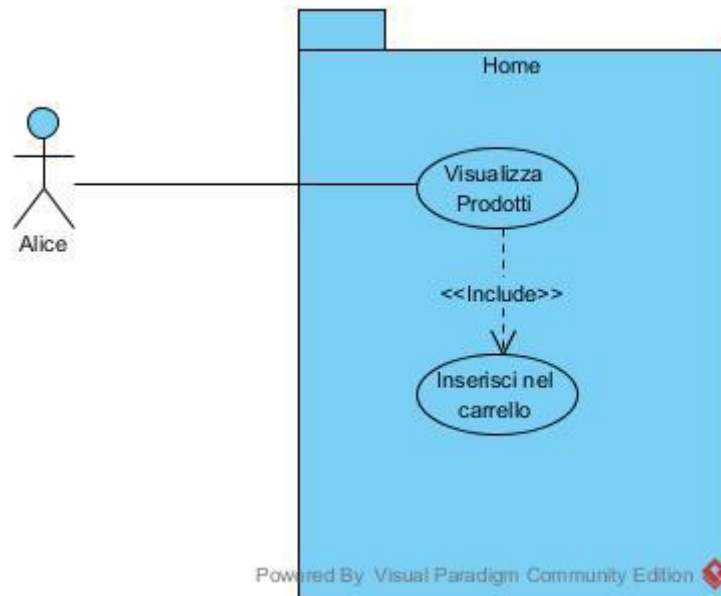 Home
Visualizza
Prodotti
Alice
<<Include>>
Inserisci nel
carrello
Powered By Visual Paradigm Community Edition